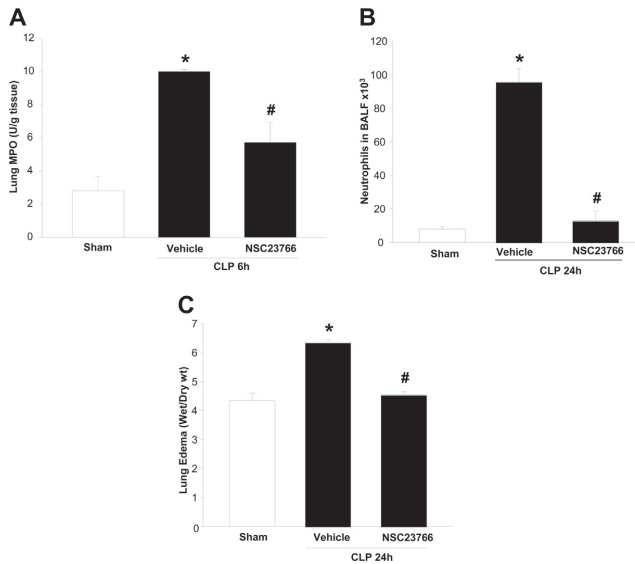 A
Lung MPO (U/g tissue)
12
10
8
6
4
2
0
*
#
Sham
Vehicle
NSC23766
CLP 6h
B
Neutrophils in BALF x10³
120
100
80
60
40
20
0
*
#
Sham
Vehicle
NSC23766
CLP 24h
C
Lung Edema (Wet/Dry wt)
7
6
5
4
3
2
1
0
*
#
Sham
Vehicle
NSC23766
CLP 24h